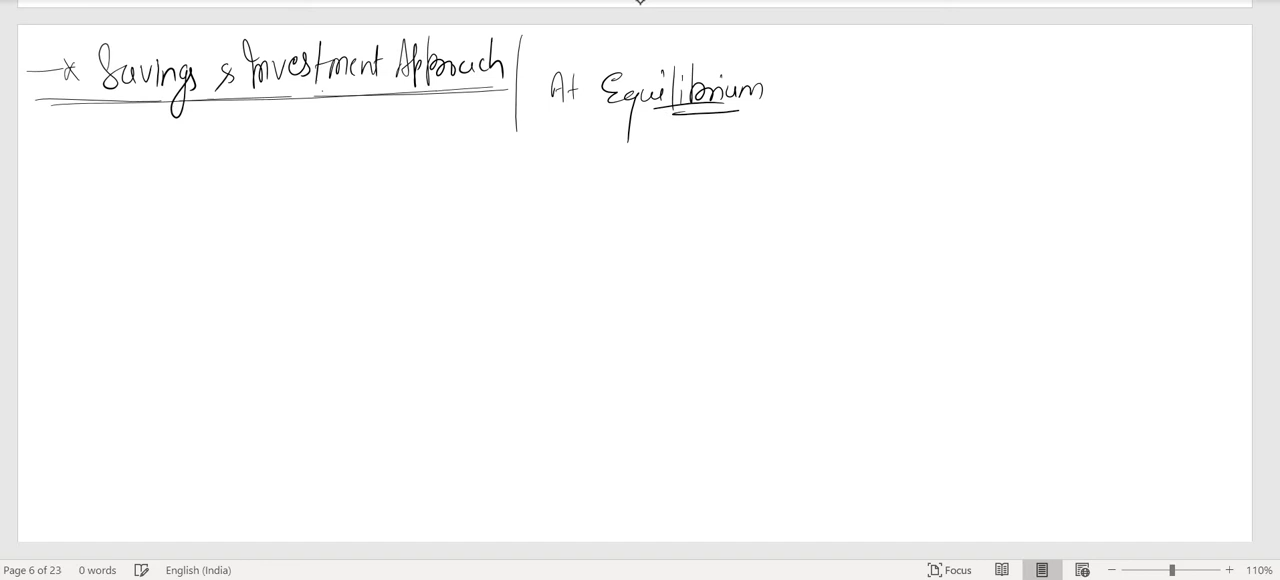 * Savings & Investment Approach
At Equilibrium
Page 6 of 23 0 words English (India) Focus 110%